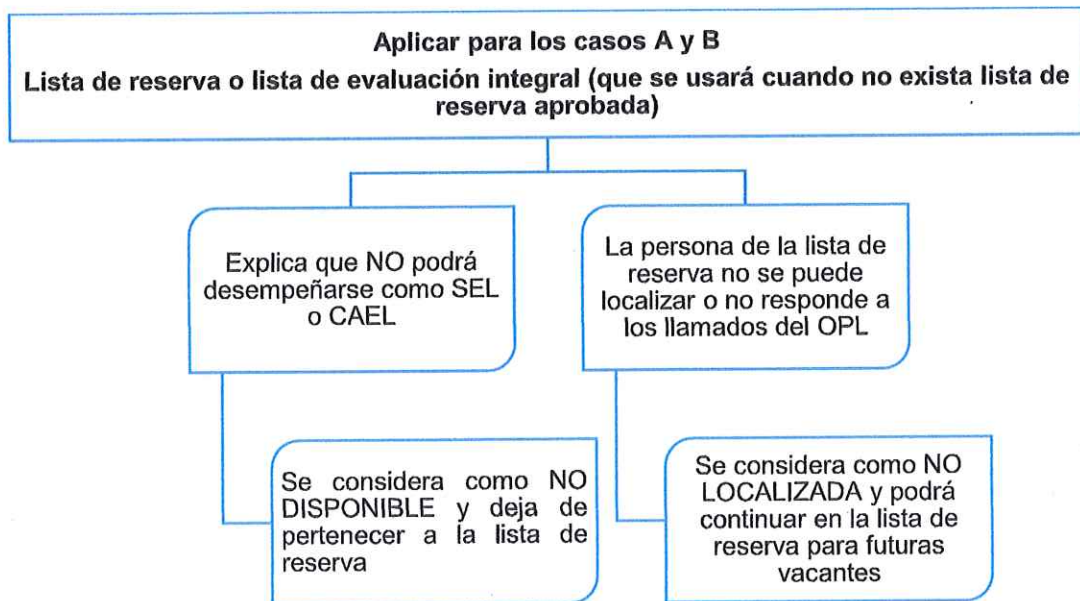 Aplicar para los casos A y B
Lista de reserva o lista de evaluación integral (que se usará cuando no exista lista de
reserva aprobada)
Explica que NO podrá
desempeñarse como SEL
o CAEL
La persona de la lista de
reserva no se puede
localizar o no responde a
los llamados del OPL
Se considera como NO
DISPONIBLE y deja de
pertenecer a la lista de
reserva
Se considera como NO
LOCALIZADA y podrá
continuar en la lista de
reserva para futuras
vacantes